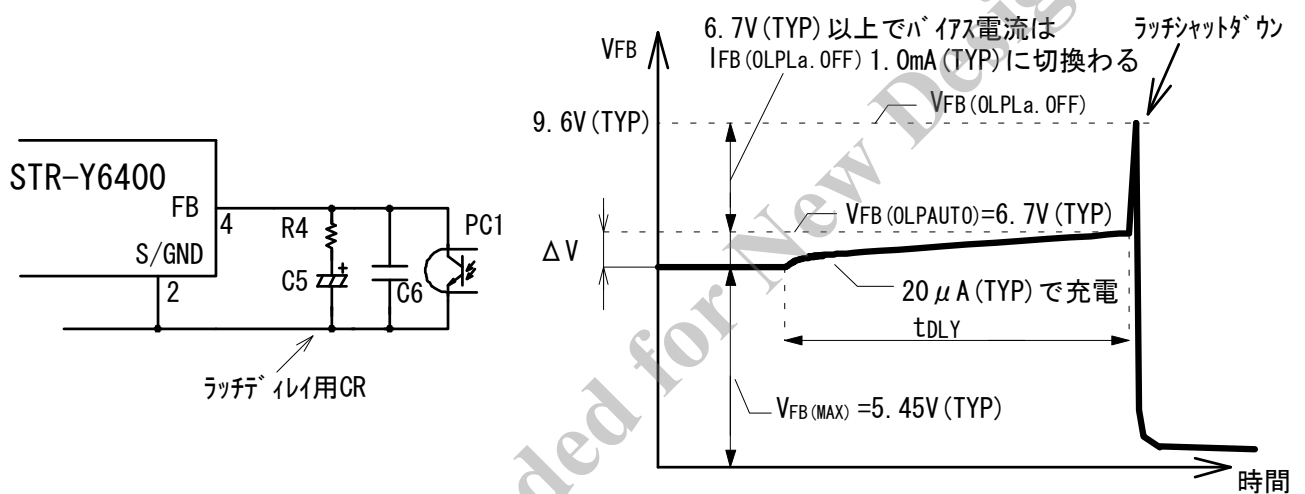 STR-Y6400
FB
4
S/GND
2
R4
C5
+
C6
PC1
ラッチディレイ用CR
VFB
6.7V(TYP)以上でバイアス電流は
IFB(OLPLa.OFF) 1.0mA(TYP)に切換わる
ラッチシャットダウン
VFB(OLPLa.OFF)
9.6V(TYP)
VFB(OLPAUTO)=6.7V(TYP)
ΔV
20μA(TYP)で充電
tDLY
VFB(MAX)=5.45V(TYP)
時間
ded for New Desig